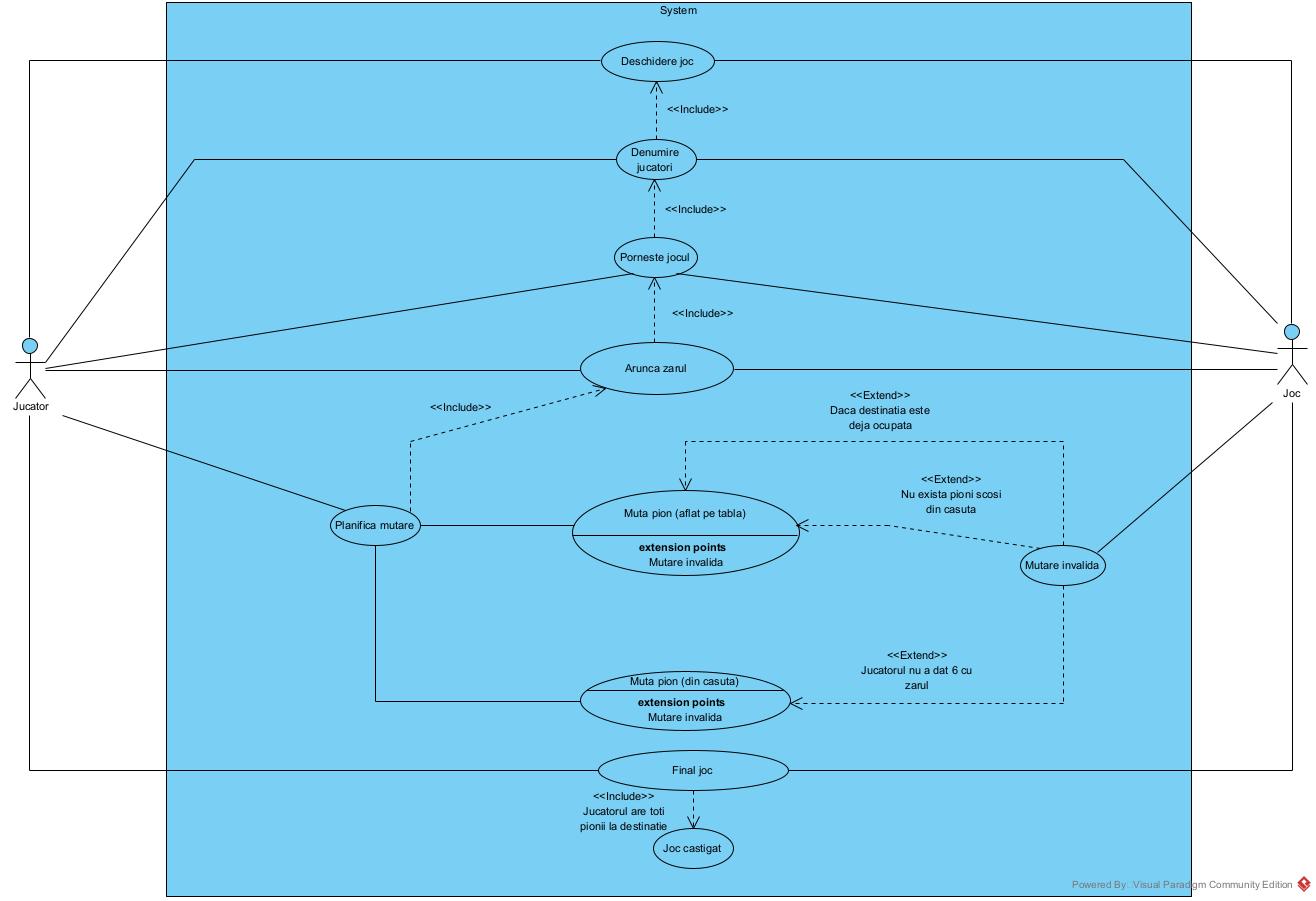 System
Deschidere joc
<<Include>>
Denumire
jucatori
<<Include>>
Porneste jocul
<<Include>>
Arunca zarul
Jucator
Joc
<<Include>>
<<Extend>>
Daca destinatia este
deja ocupata
<<Extend>>
Nu exista pioni scosi
din casuta
Planifica mutare
Muta pion (aflat pe tabla)
extension points
Mutare invalida
Mutare invalida
<<Extend>>
Jucatorul nu a dat 6 cu
zarul
Muta pion (din casuta)
extension points
Mutare invalida
Final joc
<<Include>>
Jucatorul are toti
pionii la destinatie
Joc castigat
Powered By: Visual Paradigm Community Edition